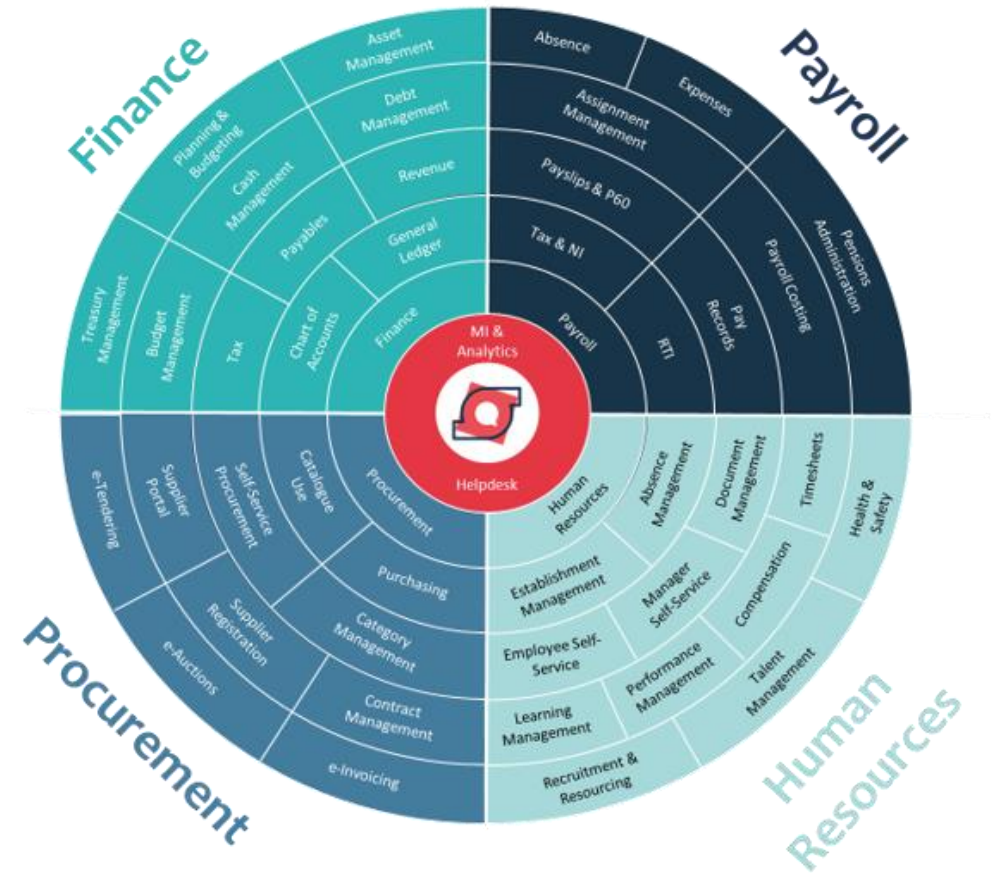 Finance
Asset
Management
Planning &
Budgeting
Treasury
Management
Debt
Management
Cash
Management
Budget
Management
Revenue
Payables
Tax
General
Ledger
Chart of
Accounts
Finance
Payroll
Absence
Expenses
Pensions
Administration
Assignment
Management
Payroll Costing
Payslips & P60
Pay
Records
Tax & NI
RTI
Payroll
MI &
Analytics
Helpdesk
Procurement
Catalogue
Use
Purchasing
Self-Service
Procurement
Category
Management
Supplier
Portal
Supplier
Registration
Contract
Management
e-Tendering
e-Auctions
e-Invoicing
Procurement
Human
Resources
Absence
Management
Establishment
Management
Document
Management
Manager
Self-Service
Employee Self-
Service
Timesheets
Compensation
Performance
Management
Learning
Management
Health &
Safety
Talent
Management
Recruitment &
Resourcing
Human
Resources